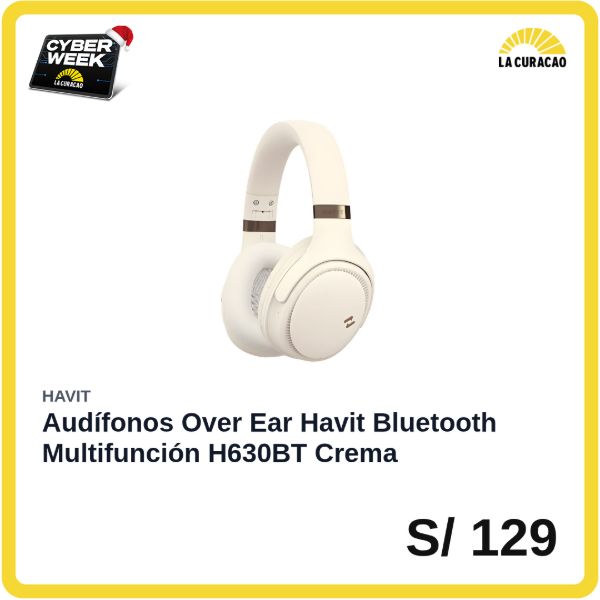 CYBER
WEEK
LA CURACAO
LA CURACAO
HAVIT
Audífonos Over Ear Havit Bluetooth
Multifunción H630BT Crema
S/ 129